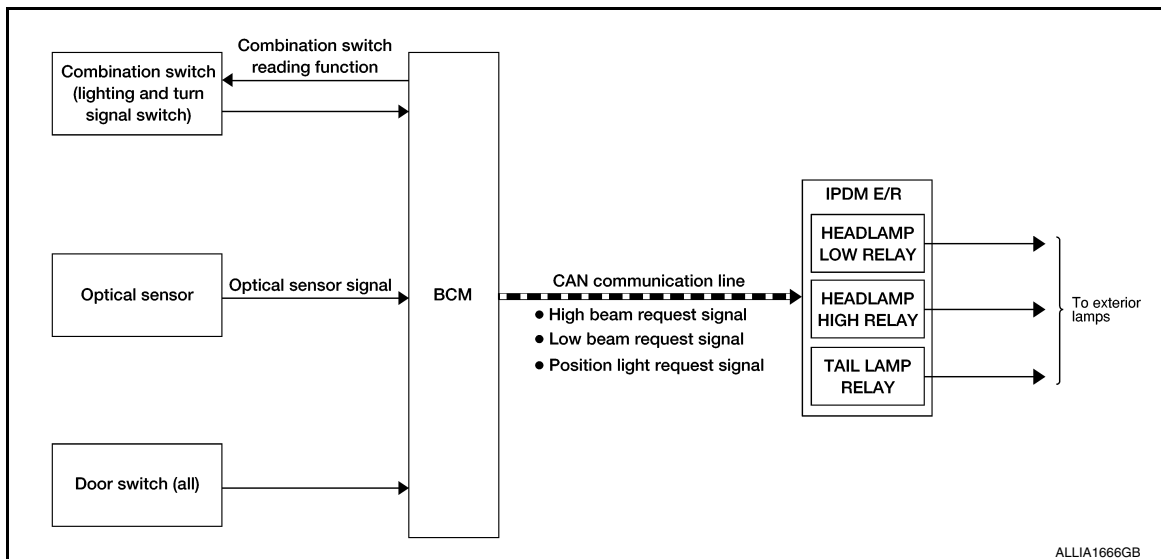 Combination switch
reading function
Combination switch
(lighting and turn
signal switch)
Optical sensor
Optical sensor signal
Door switch (all)
BCM
CAN communication line
● High beam request signal
● Low beam request signal
● Position light request signal
IPDM E/R
HEADLAMP
LOW RELAY
HEADLAMP
HIGH RELAY
TAIL LAMP
RELAY
To exterior
lamps
ALLIA1666GB